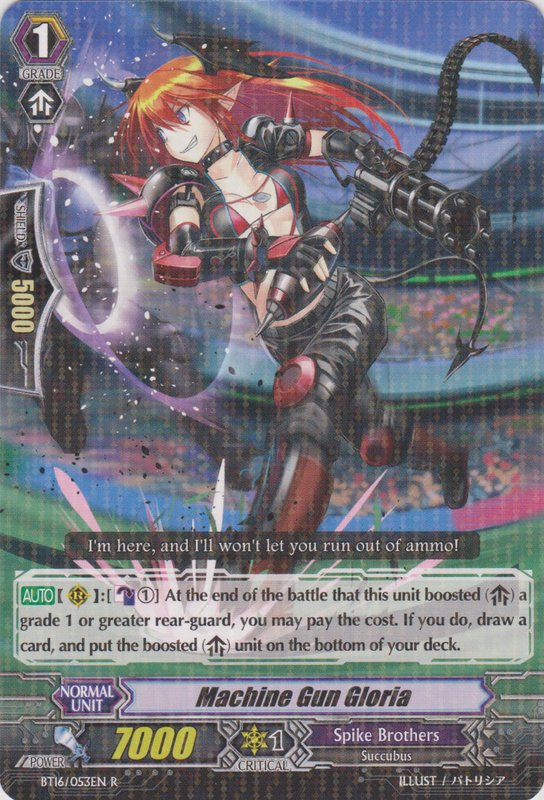 1
GRADE
SHIELD
5000
I'm here, and I'll won't let you run out of ammo!
AUTO【 R 】:[ ①] At the end of the battle that this unit boosted ( ) a
grade 1 or greater rear-guard, you may pay the cost. If you do, draw a
card, and put the boosted ( ) unit on the bottom of your deck.
NORMAL
UNIT
Machine Gun Gloria
POWER
7000
1
CRITICAL
Spike Brothers
Succubus
BT16/053EN R
ILLUST / パトリシア